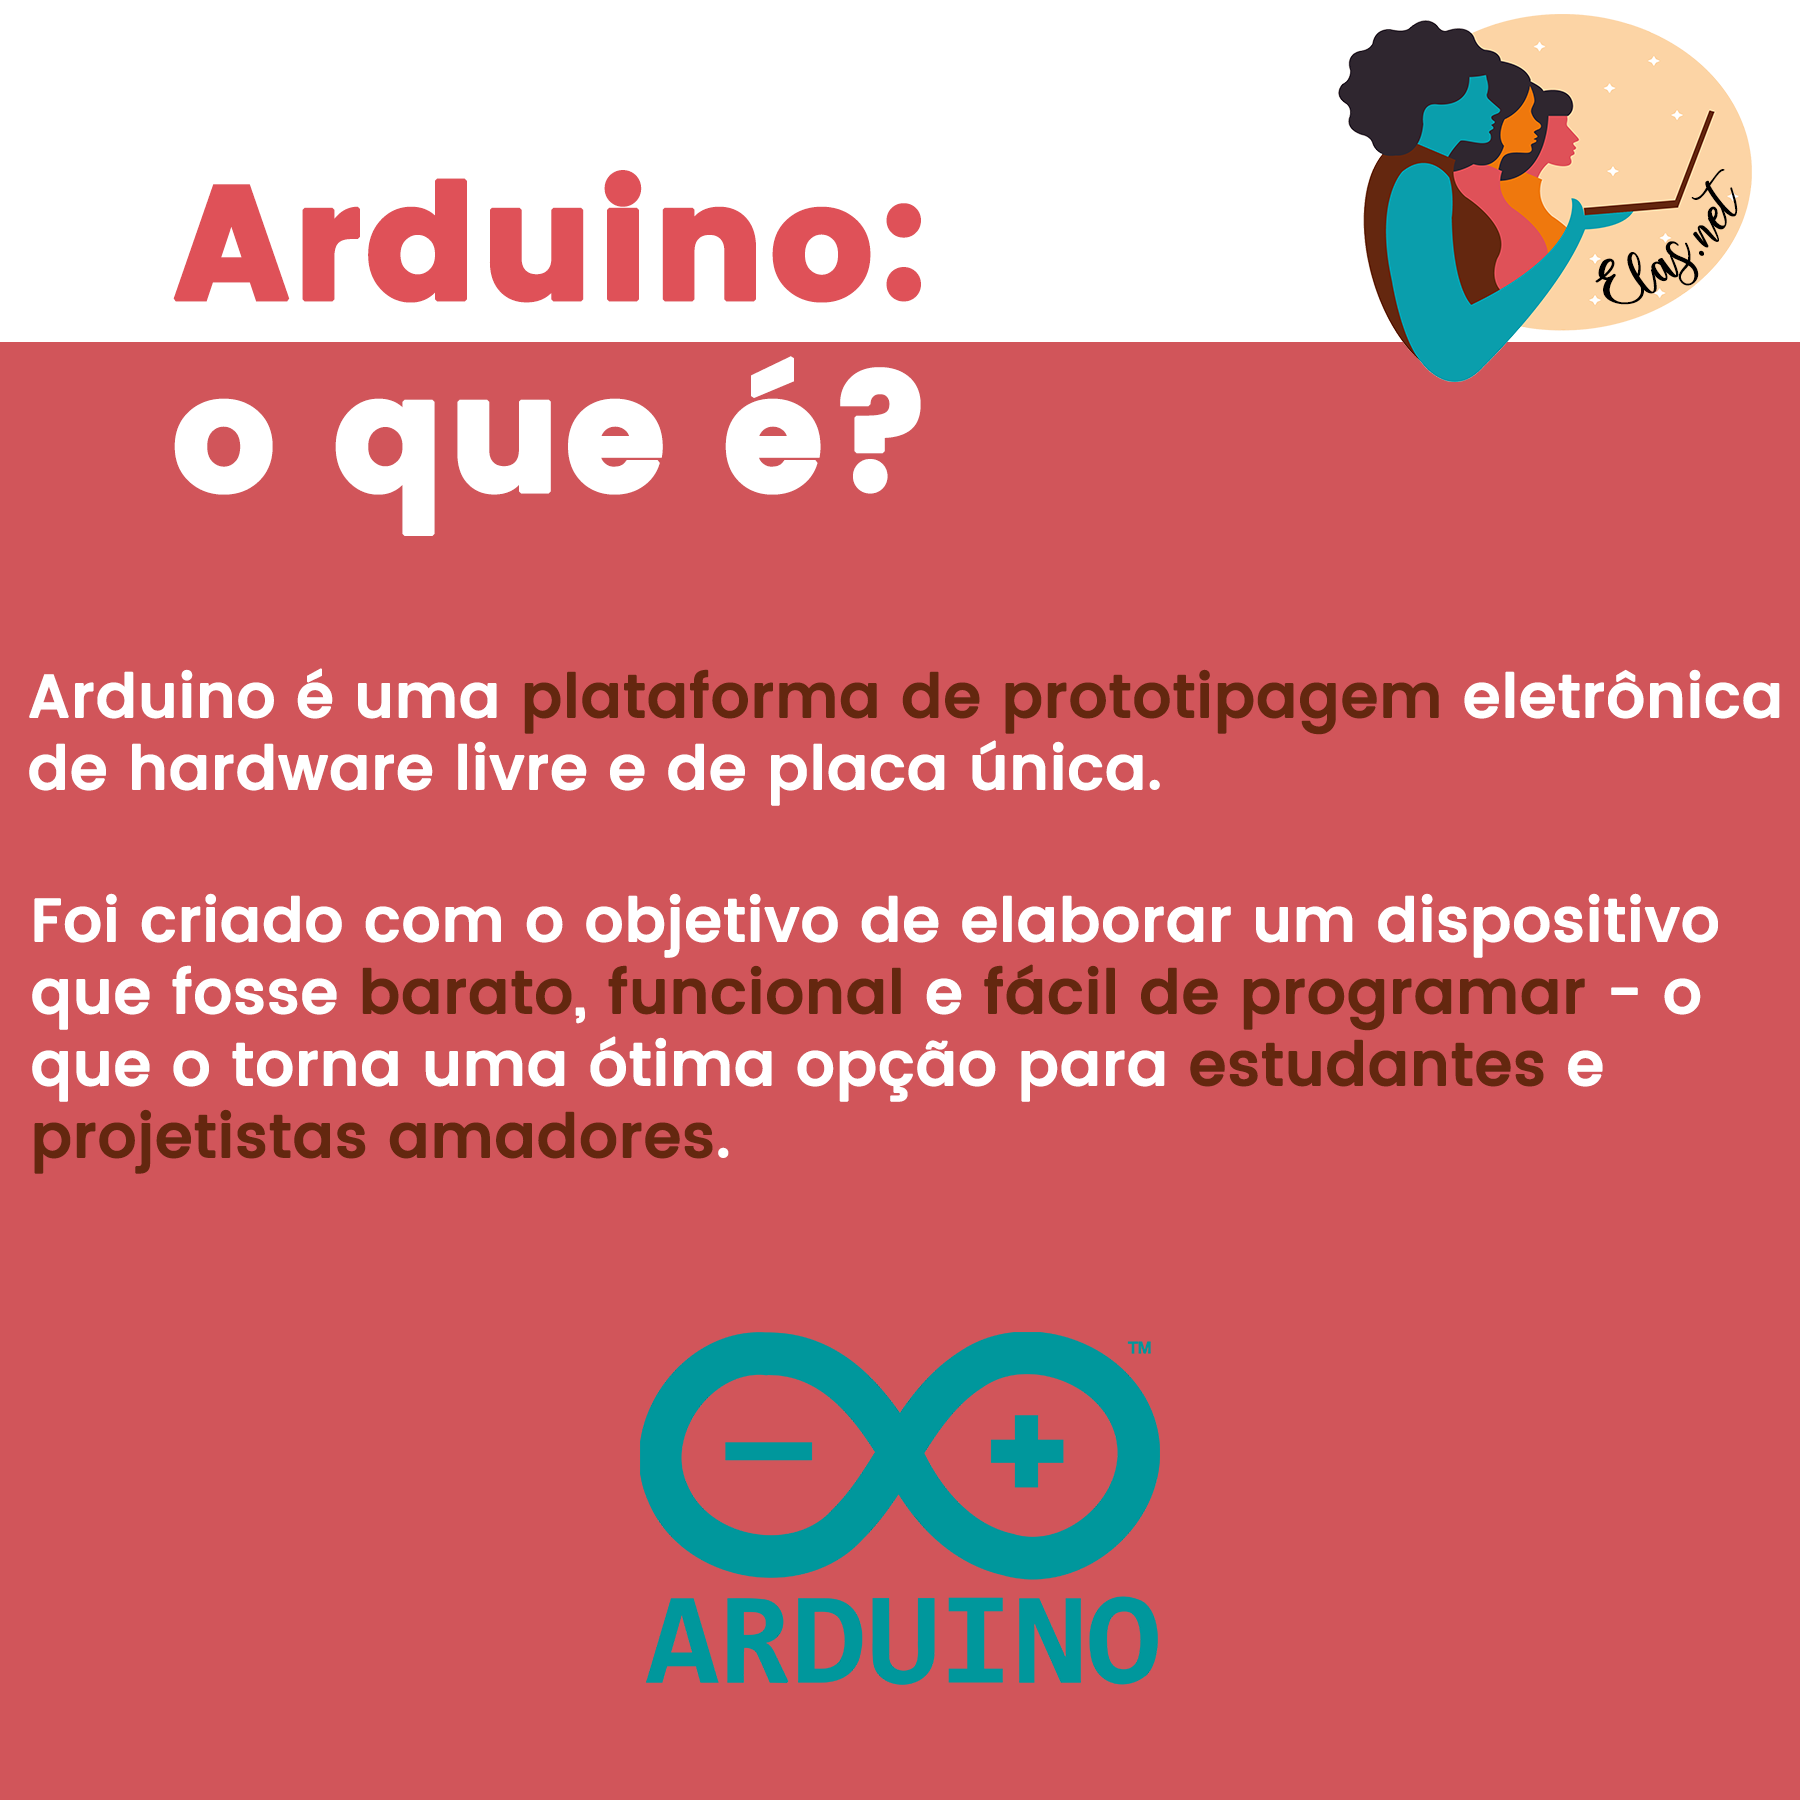 Elas.net
Arduino:
o que é?
Arduino é uma plataforma de prototipagem eletrônica
de hardware livre e de placa única.
Foi criado com o objetivo de elaborar um dispositivo
que fosse barato, funcional e fácil de programar - o
que o torna uma ótima opção para estudantes e
projetistas amadores.
TM
ARDUINO